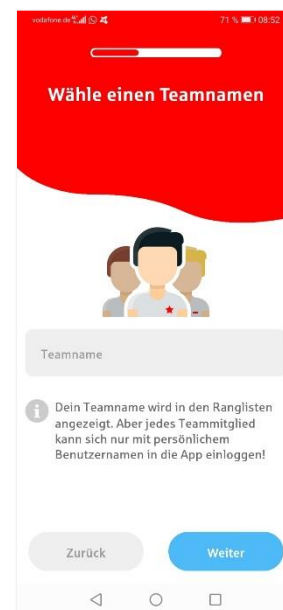 vodafone.de 71 % 08:52
Wähle einen Teamnamen
Teamname
Dein Teamname wird in den Ranglisten
angezeigt. Aber jedes Teammitglied
kann sich nur mit persönlichem
Benutzernamen in die App einloggen!
Zurück Weiter